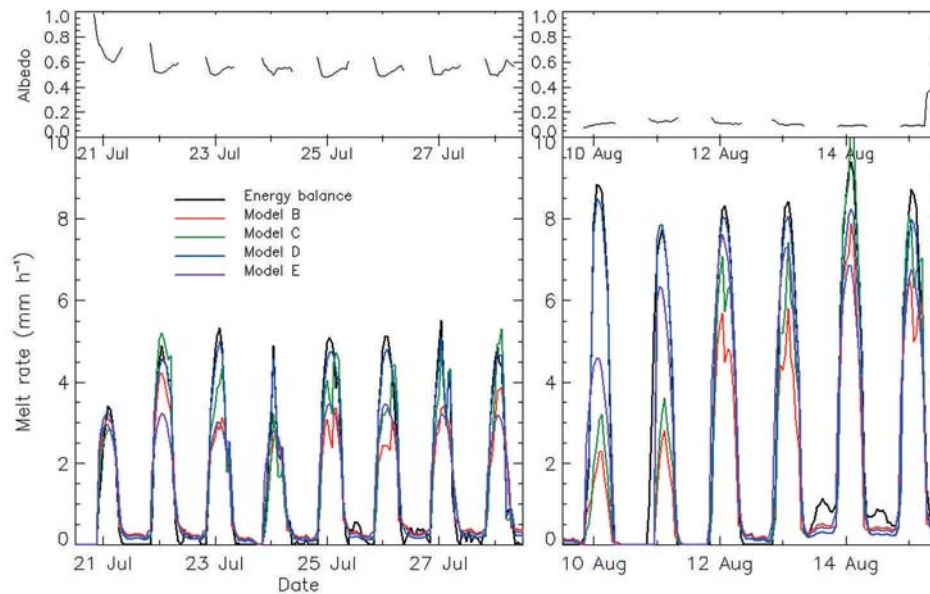 1.0
0.8
0.6
0.4
0.2
0.0
Albedo
21 Jul 23 Jul 25 Jul 27 Jul
1.0
0.8
0.6
0.4
0.2
0.0
10 Aug 12 Aug 14 Aug
10
8
6
4
2
0
Melt rate (mm h⁻¹)
Energy balance
Model B
Model C
Model D
Model E
21 Jul 23 Jul 25 Jul 27 Jul
Date
10
8
6
4
2
0
10 Aug 12 Aug 14 Aug
Date